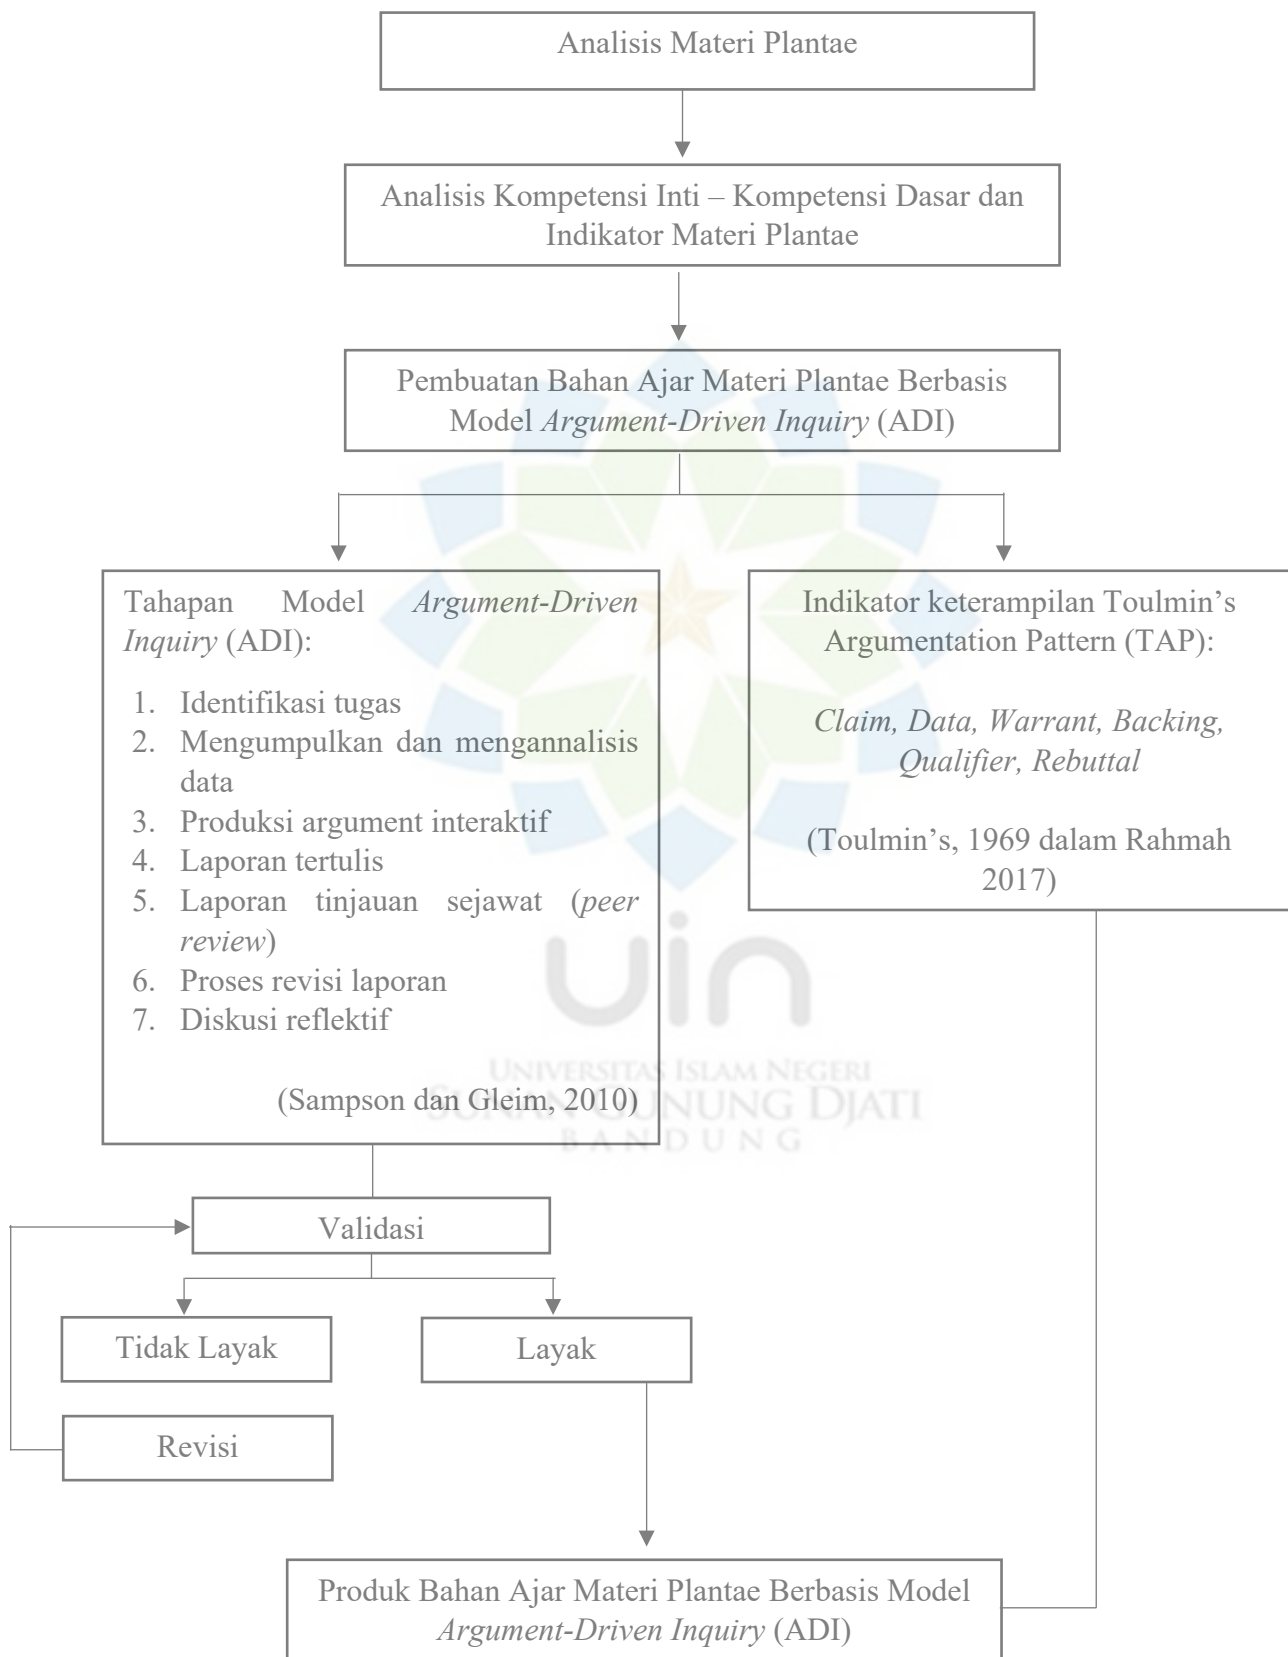 Analisis Materi Plantae
Analisis Kompetensi Inti – Kompetensi Dasar dan
Indikator Materi Plantae
Pembuatan Bahan Ajar Materi Plantae Berbasis
Model Argument-Driven Inquiry (ADI)
Tahapan Model Argument-Driven
Inquiry (ADI):
1. Identifikasi tugas
2. Mengumpulkan dan mengannalisis
data
3. Produksi argument interaktif
4. Laporan tertulis
5. Laporan tinjauan sejawat (peer
review)
6. Proses revisi laporan
7. Diskusi reflektif
(Sampson dan Gleim, 2010)
Indikator keterampilan Toulmin’s
Argumentation Pattern (TAP):
Claim, Data, Warrant, Backing,
Qualifier, Rebuttal
(Toulmin’s, 1969 dalam Rahmah
2017)
uin
UNIVERSITAS ISLAM NEGERI
SUNAN GUNUNG DJATI
BANDUNG
Validasi
Tidak Layak
Layak
Revisi
Produk Bahan Ajar Materi Plantae Berbasis Model
Argument-Driven Inquiry (ADI)